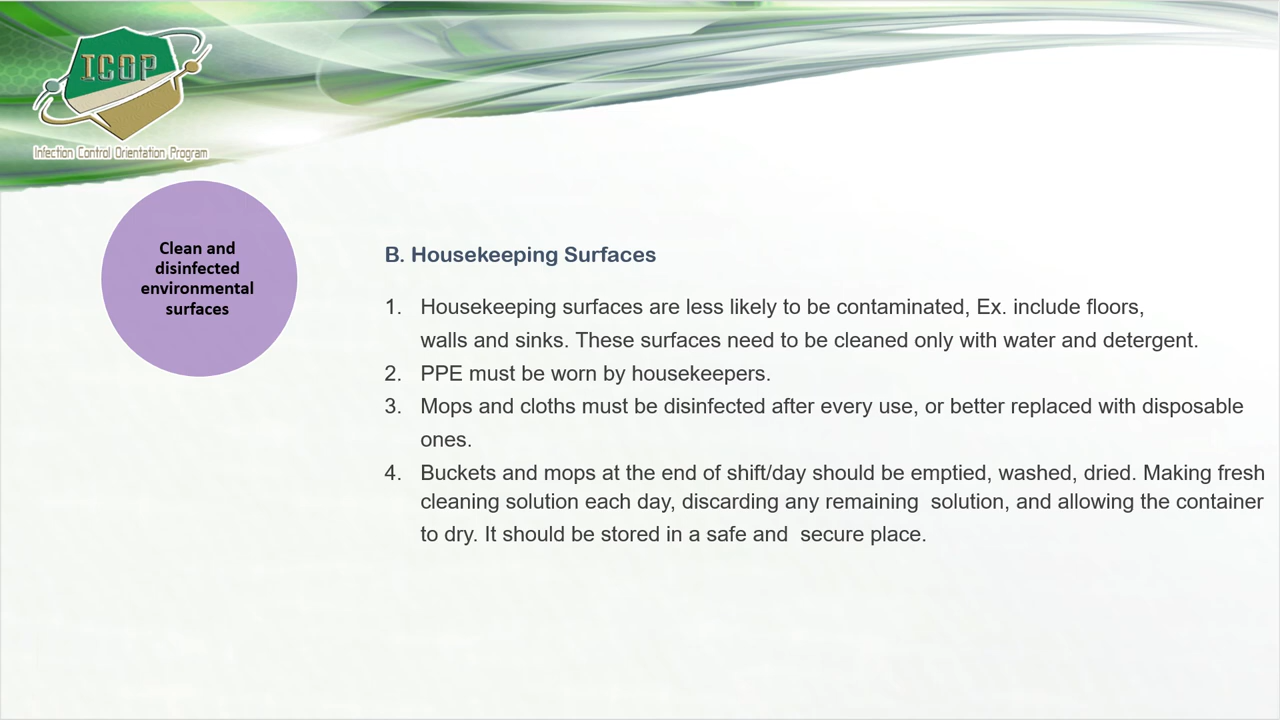 ICOP
Infection Control Orientation Program
Clean and
disinfected
environmental
surfaces
B. Housekeeping Surfaces
1. Housekeeping surfaces are less likely to be contaminated, Ex. include floors,
walls and sinks. These surfaces need to be cleaned only with water and detergent.
2. PPE must be worn by housekeepers.
3. Mops and cloths must be disinfected after every use, or better replaced with disposable
ones.
4. Buckets and mops at the end of shift/day should be emptied, washed, dried. Making fresh
cleaning solution each day, discarding any remaining  solution, and allowing the container
to dry. It should be stored in a safe and  secure place.